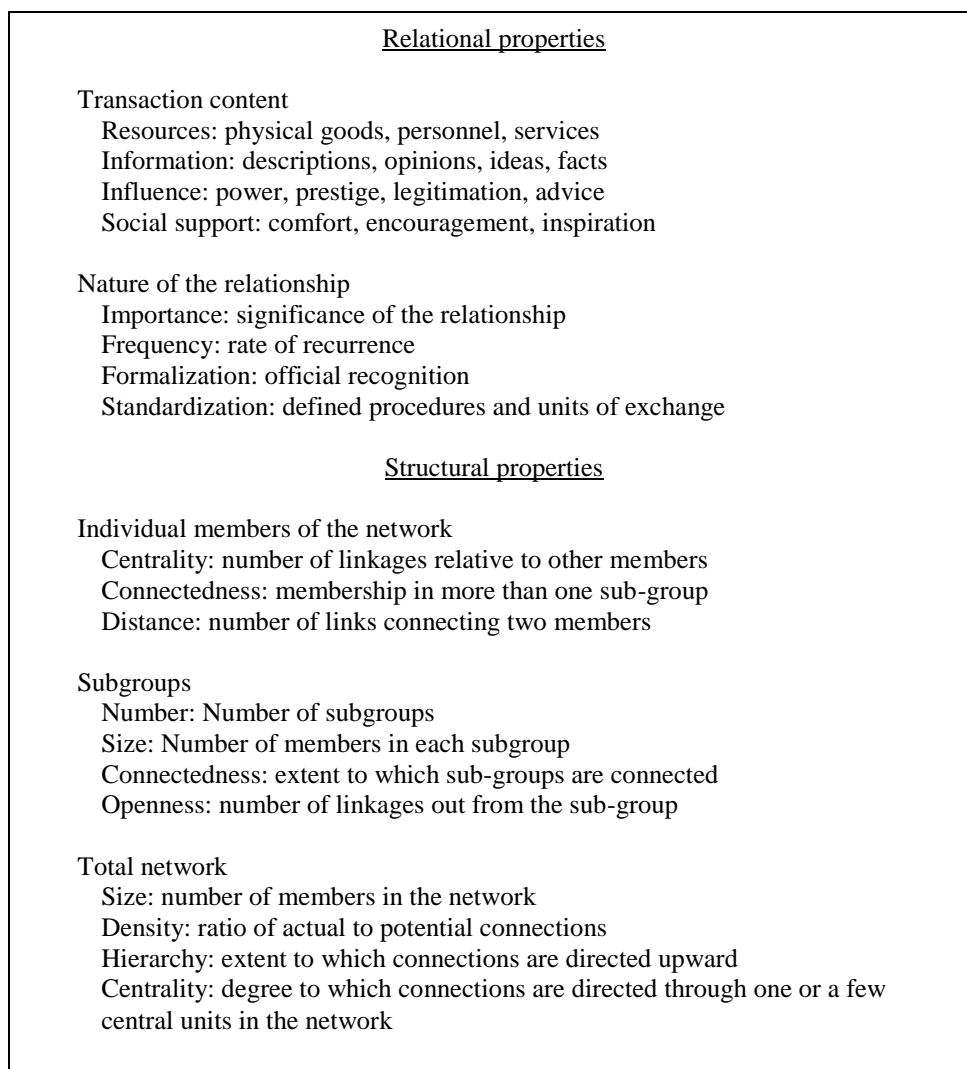 Relational properties
Transaction content
Resources: physical goods, personnel, services
Information: descriptions, opinions, ideas, facts
Influence: power, prestige, legitimation, advice
Social support: comfort, encouragement, inspiration
Nature of the relationship
Importance: significance of the relationship
Frequency: rate of recurrence
Formalization: official recognition
Standardization: defined procedures and units of exchange
Structural properties
Individual members of the network
Centrality: number of linkages relative to other members
Connectedness: membership in more than one sub-group
Distance: number of links connecting two members
Subgroups
Number: Number of subgroups
Size: Number of members in each subgroup
Connectedness: extent to which sub-groups are connected
Openness: number of linkages out from the sub-group
Total network
Size: number of members in the network
Density: ratio of actual to potential connections
Hierarchy: extent to which connections are directed upward
Centrality: degree to which connections are directed through one or a few
central units in the network